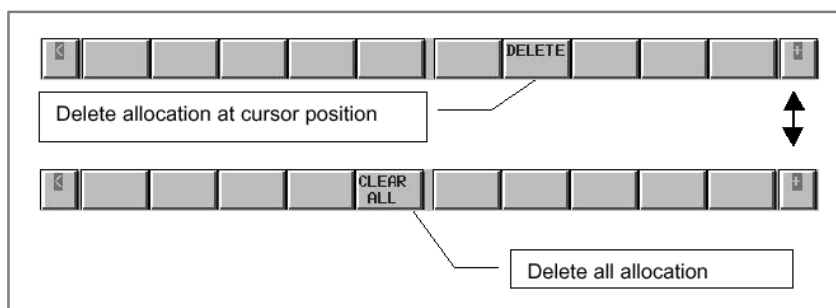 <
DELETE
+
Delete allocation at cursor position
<
CLEAR
ALL
+
Delete all allocation